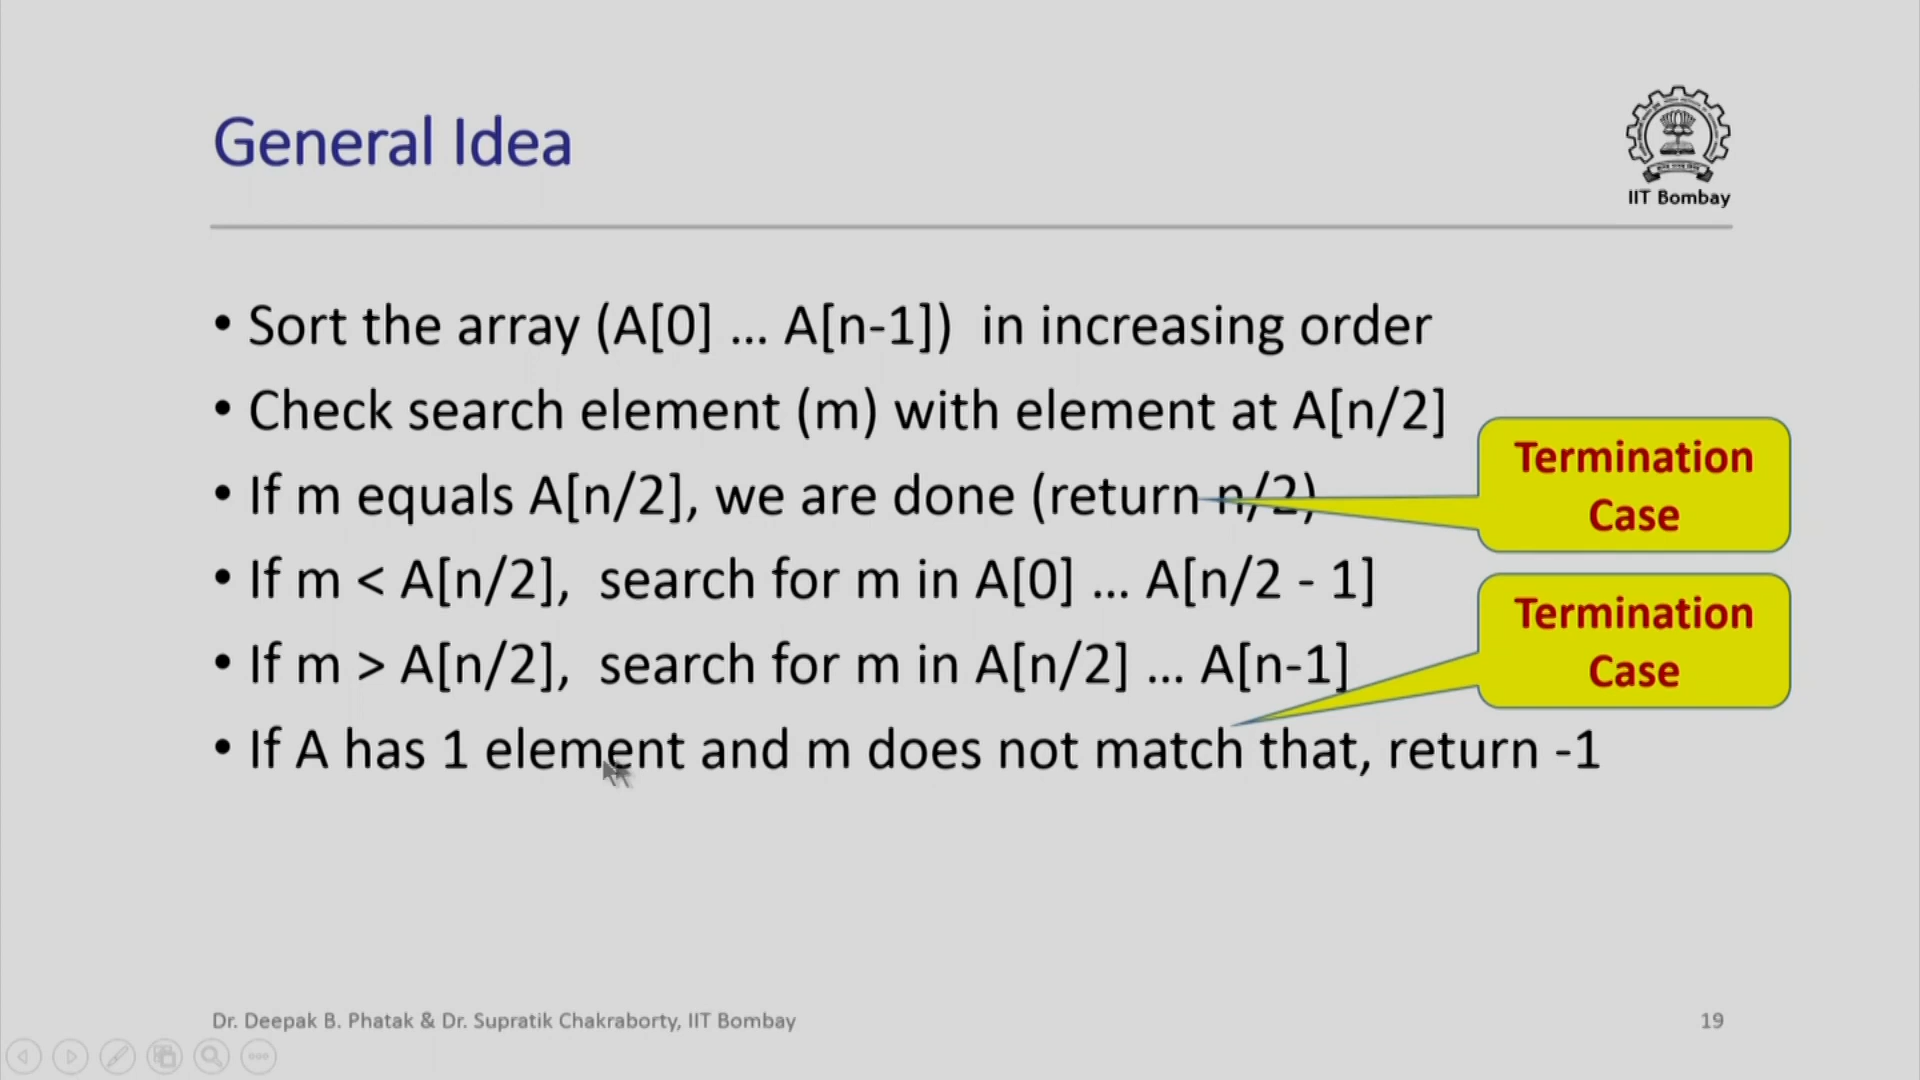 General Idea
IIT Bombay
• Sort the array (A[0] ... A[n-1])  in increasing order
• Check search element (m) with element at A[n/2]
• If m equals A[n/2], we are done (return n/2)
Termination
Case
• If m < A[n/2],  search for m in A[0] ... A[n/2 - 1]
• If m > A[n/2],  search for m in A[n/2] ... A[n-1]
Termination
Case
• If A has 1 element and m does not match that, return -1
Dr. Deepak B. Phatak & Dr. Supratik Chakraborty, IIT Bombay
19